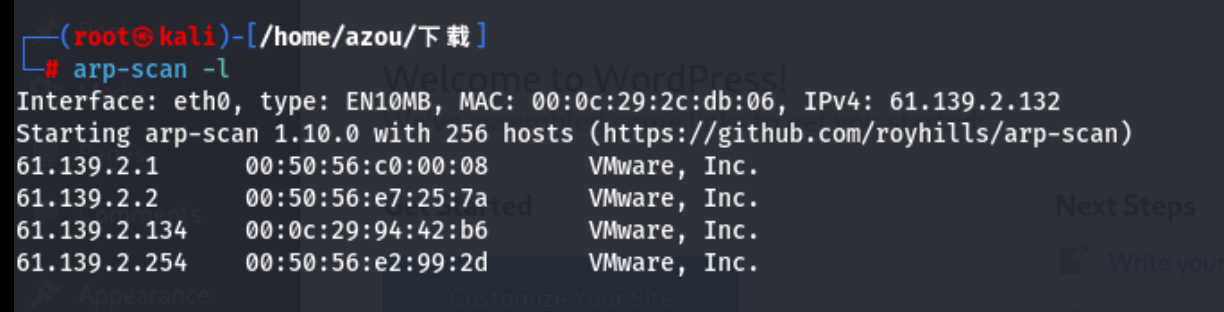 ┌──(root㉿kali)-[/home/azou/下载]
└─# arp-scan -l
Welcome to WordPress!
Interface: eth0, type: EN10MB, MAC: 00:0c:29:2c:db:06, IPv4: 61.139.2.132
Starting arp-scan 1.10.0 with 256 hosts (https://github.com/royhills/arp-scan)
61.139.2.1 00:50:56:c0:00:08 VMware, Inc.
61.139.2.2 00:50:56:e7:25:7a VMware, Inc.
Comments Get Started Next Steps
61.139.2.134 00:0c:29:94:42:b6 VMware, Inc.
61.139.2.254 00:50:56:e2:99:2d VMware, Inc.
Write your
Appearance
Customize Your Site